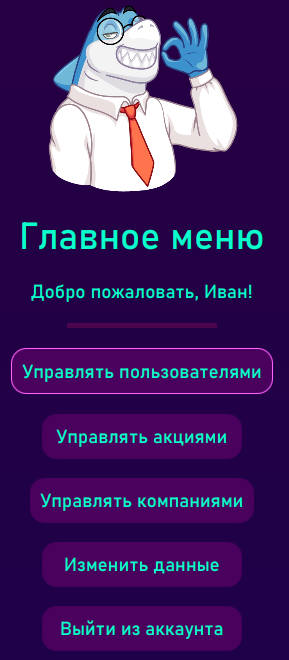 Главное меню
Добро пожаловать, Иван!
Управлять пользователями
Управлять акциями
Управлять компаниями
Изменить данные
Выйти из аккаунта